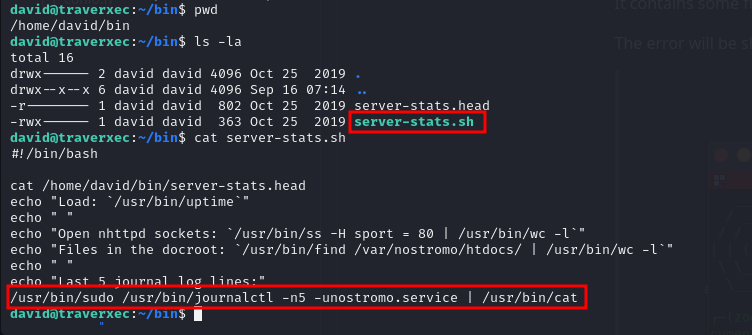 It contains some
david@traverxec:~/bin$ pwd
/home/david/bin
The error will be s
david@traverxec:~/bin$ ls -la
total 16
drwx------ 2 david david 4096 Oct 25  2019 .
drwx--x--x 6 david david 4096 Sep 16 07:14 ..
-r-------- 1 david david  802 Oct 25  2019 server-stats.head
-rwx------ 1 david david  363 Oct 25  2019 server-stats.sh
david@traverxec:~/bin$ cat server-stats.sh
#!/bin/bash

cat /home/david/bin/server-stats.head
echo "Load: `/usr/bin/uptime`"
echo " "
echo "Open nhttpd sockets: `/usr/bin/ss -H sport = 80 | /usr/bin/wc -l`"
echo "Files in the docroot: `/usr/bin/find /var/nostromo/htdocs/ | /usr/bin/wc -l`"
echo " "
echo "Last 5 journal log lines:"
/usr/bin/sudo /usr/bin/journalctl -n5 -unostromo.service | /usr/bin/cat
david@traverxec:~/bin$